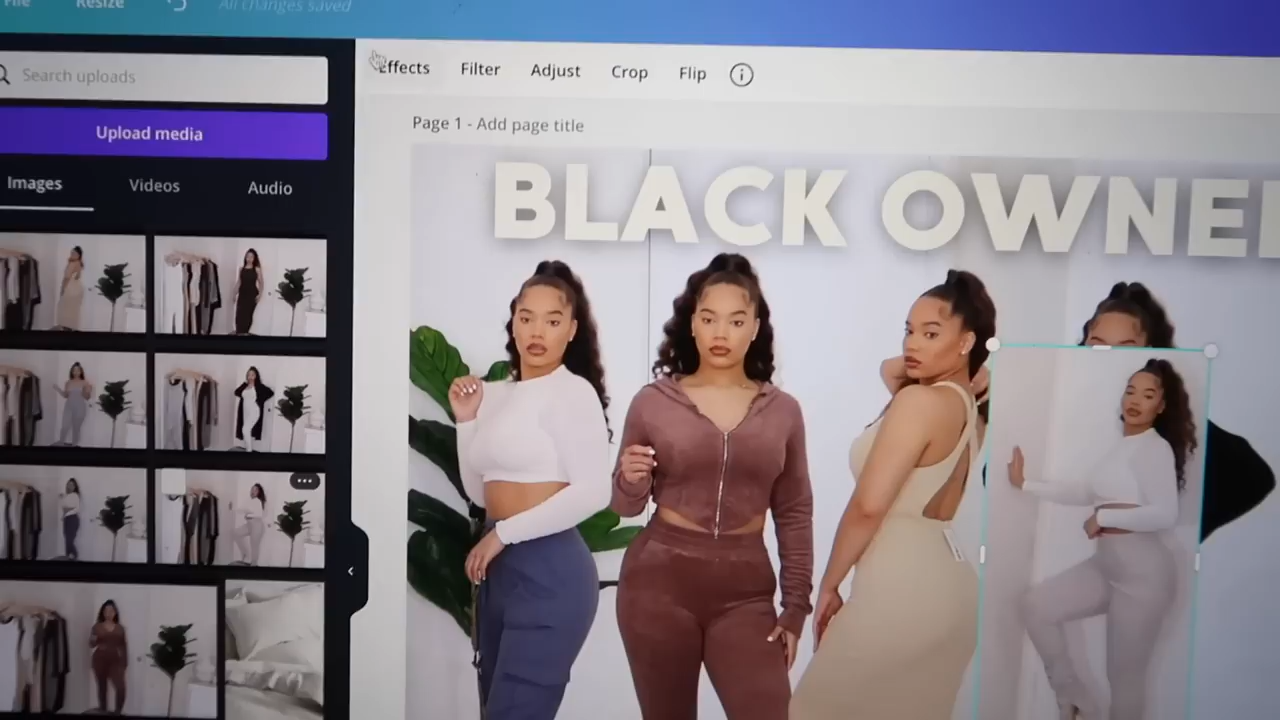 File Resize All changes saved
Search uploads
Effects Filter Adjust Crop Flip
Upload media
Page 1 - Add page title
Images Videos Audio
BLACK OWNE